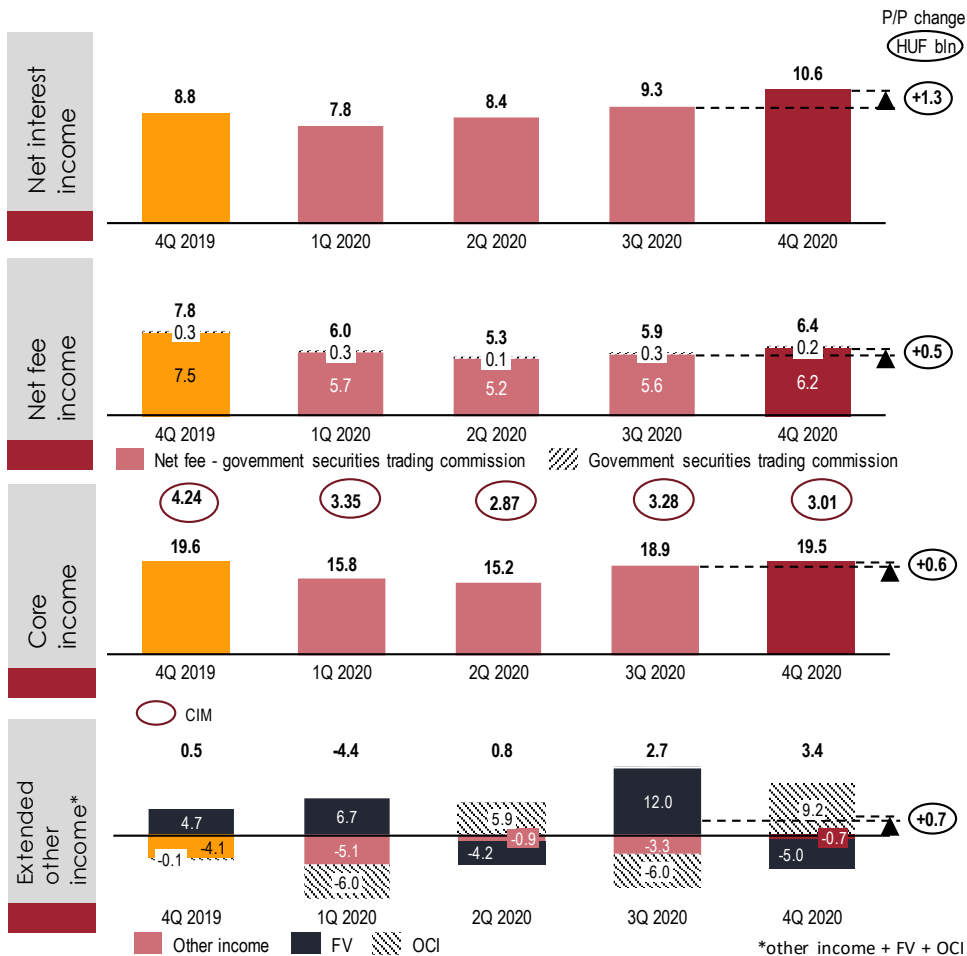 P/P change
HUF bln
Net interest
income
8.8
7.8
8.4
9.3
10.6
+1.3
4Q 2019
1Q 2020
2Q 2020
3Q 2020
4Q 2020
Net fee
income
7.8
6.0
5.3
5.9
6.4
0.3
0.3
0.1
0.3
0.2
+0.5
7.5
5.7
5.2
5.6
6.2
4Q 2019
1Q 2020
2Q 2020
3Q 2020
4Q 2020
Net fee - government securities trading commission
Government securities trading commission
Core
income
4.24
3.35
2.87
3.28
3.01
19.6
15.8
15.2
18.9
19.5
+0.6
4Q 2019
1Q 2020
2Q 2020
3Q 2020
4Q 2020
CIM
Extended
other
income*
0.5
-4.4
0.8
2.7
3.4
4.7
6.7
5.9
12.0
9.2
+0.7
-4.1
-0.1
-5.1
-6.0
-0.9
-4.2
-3.3
-6.0
-0.7
-5.0
4Q 2019
1Q 2020
2Q 2020
3Q 2020
4Q 2020
Other income
FV
OCI
*other income + FV + OCI